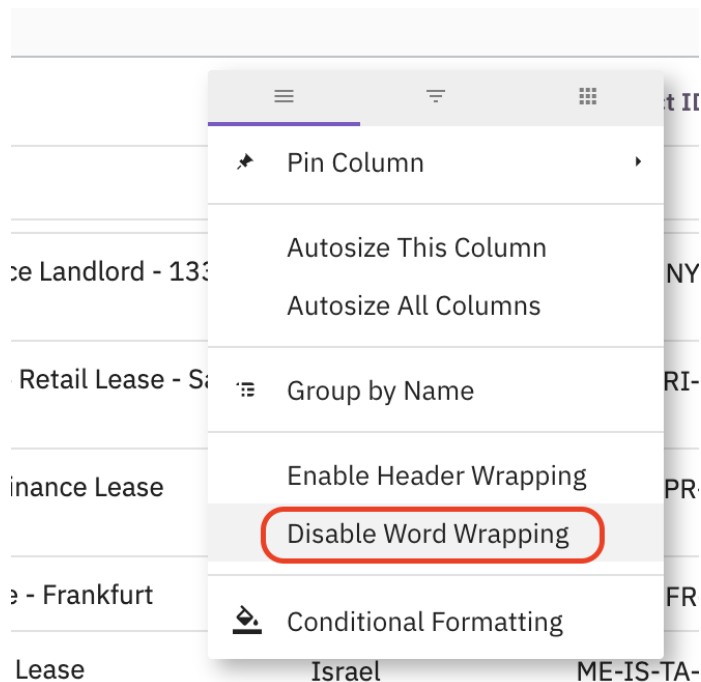 t ID
Pin Column
Autosize This Column
ce Landlord - 133
NY
Autosize All Columns
Retail Lease - Sa
Group by Name
RI-
inance Lease
Enable Header Wrapping
PR-
Disable Word Wrapping
e - Frankfurt
Conditional Formatting
FR
Lease Israel ME-IS-TA-